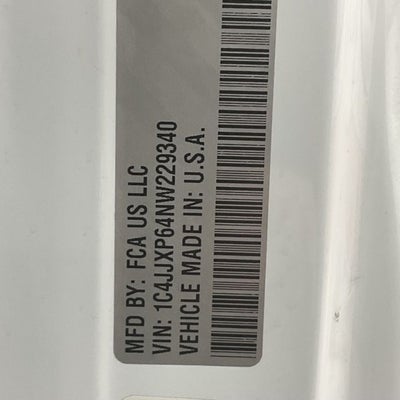 MFD BY: FCA US LLC
VIN: 1C4JJXP64NW229340
VEHICLE MADE IN: U.S.A.